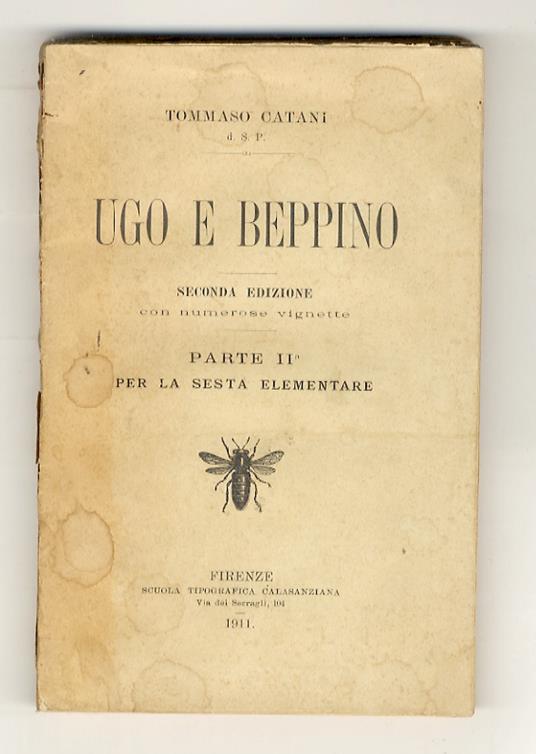 TOMMASO CATANI
d. S. P.
UGO E BEPPINO
SECONDA EDIZIONE
con numerose vignette
PARTE IIª
PER LA SESTA ELEMENTARE
FIRENZE
SCUOLA TIPOGRAFICA CALASANZIANA
Via dei Serragli, 104
1911.